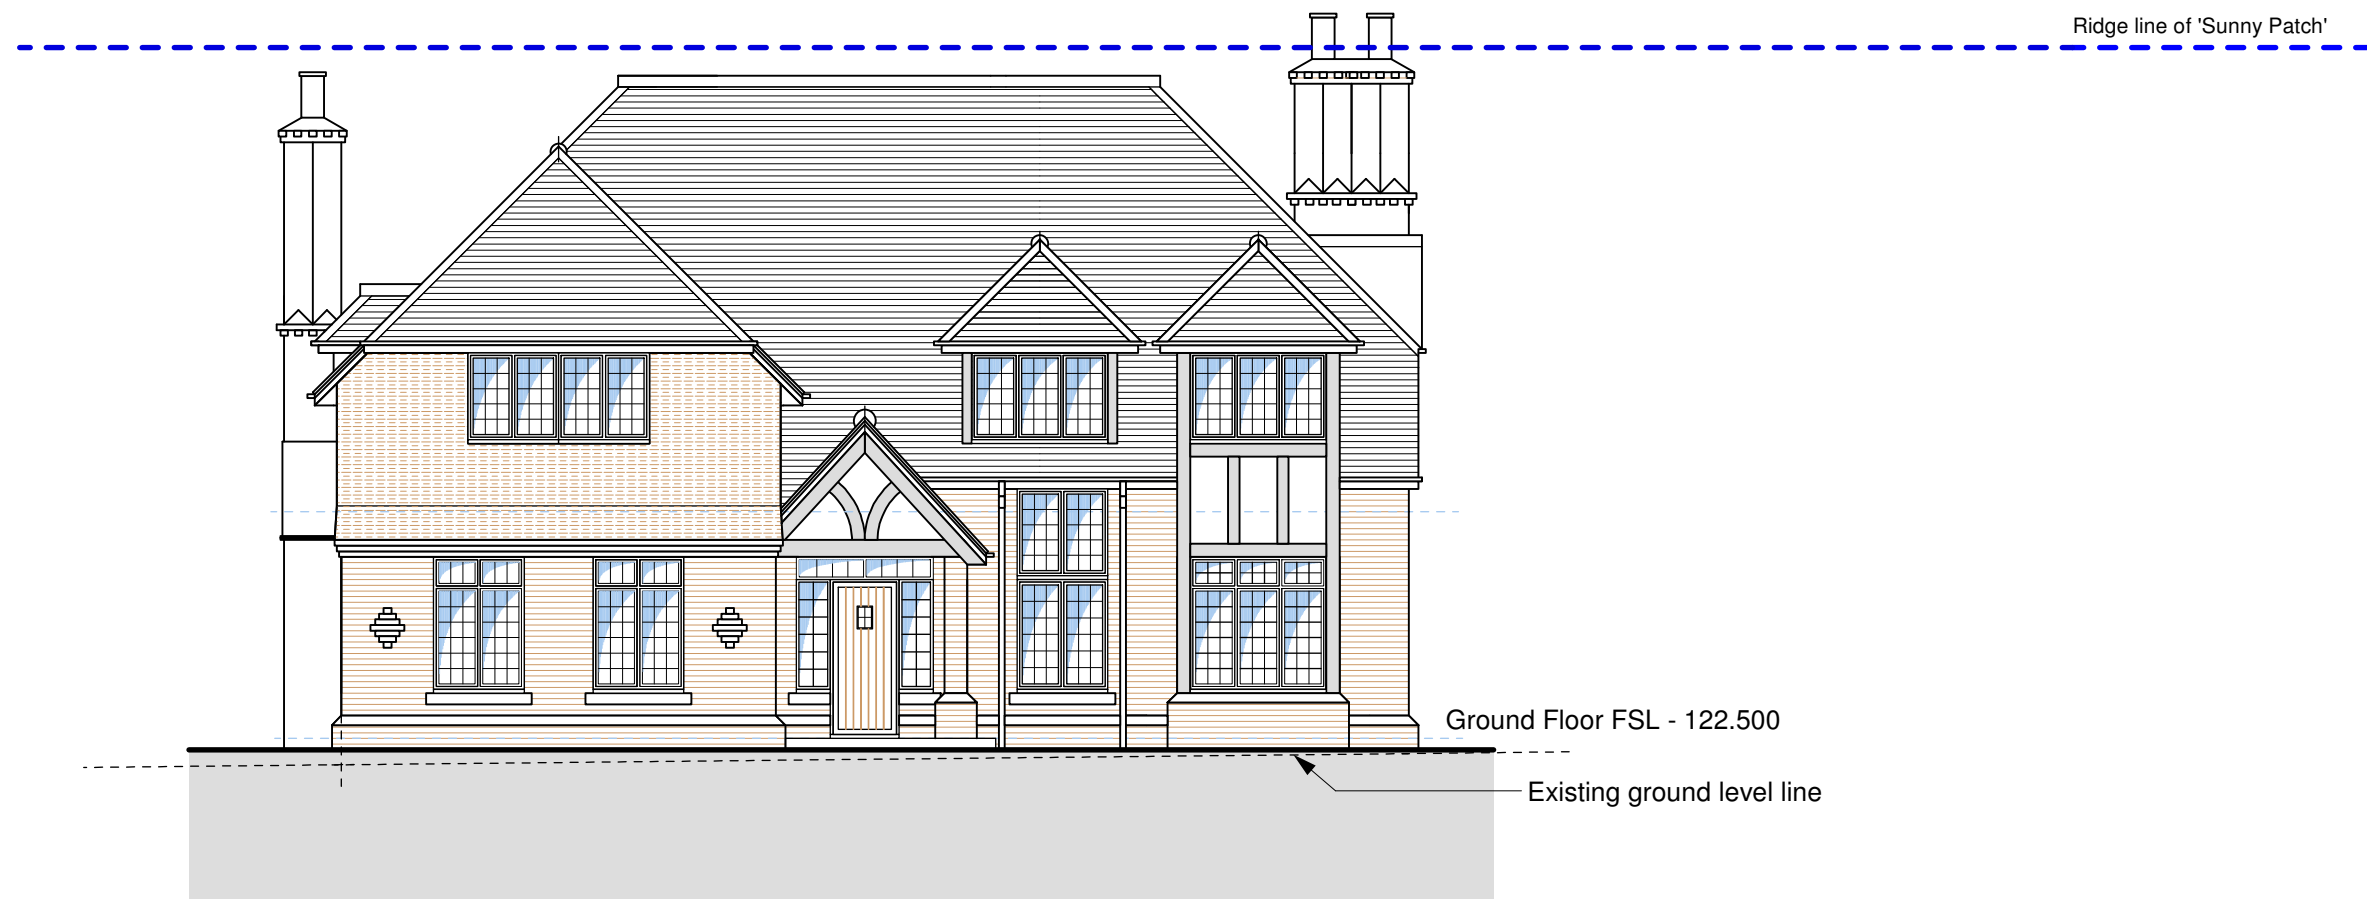 Ridge line of 'Sunny Patch'
Ground Floor FSL - 122.500
Existing ground level line